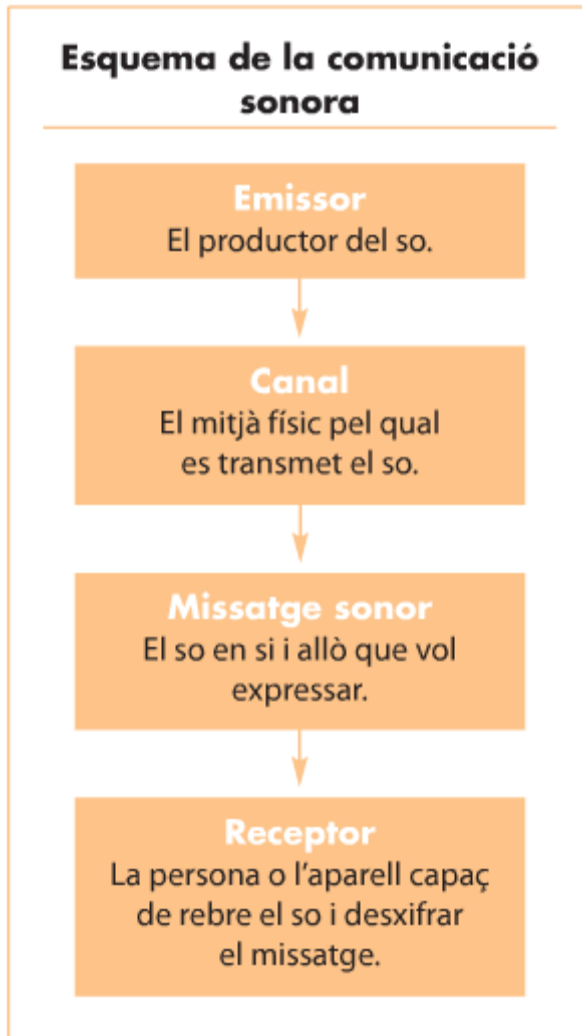 Esquema de la comunicació
sonora
Emissor
El productor del so.
Canal
El mitjà físic pel qual
es transmet el so.
Missatge sonor
El so en si i allò que vol
expressar.
Receptor
La persona o l'aparell capaç
de rebre el so i desxifrar
el missatge.